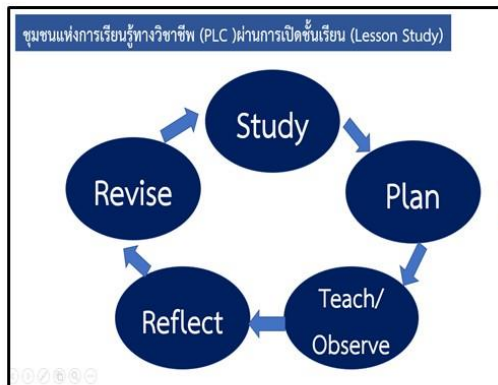 ชุมชนแห่งการเรียนรู้ทางวิชาชีพ (PLC )ผ่านการเปิดชั้นเรียน (Lesson Study)
Study
Plan
Teach/
Observe
Reflect
Revise